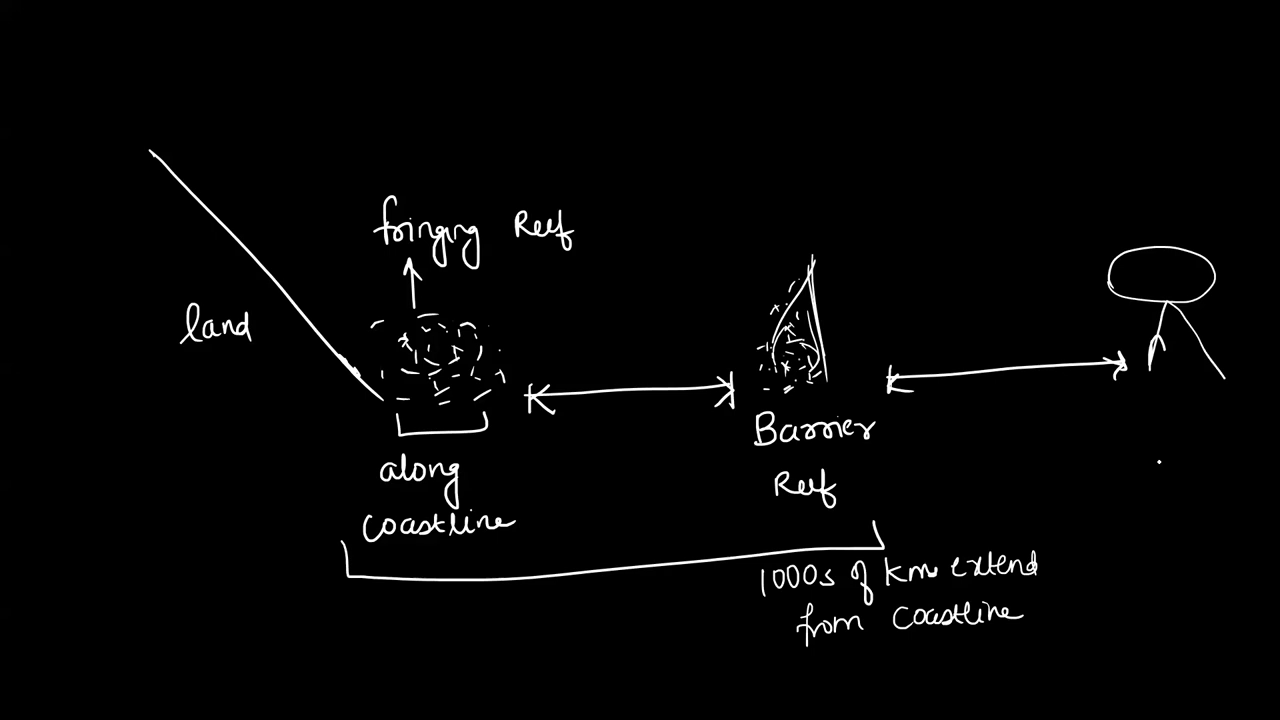 fringing Reef
land
along
coastline
Barrier
Reef
1000s of km extend
from coastline